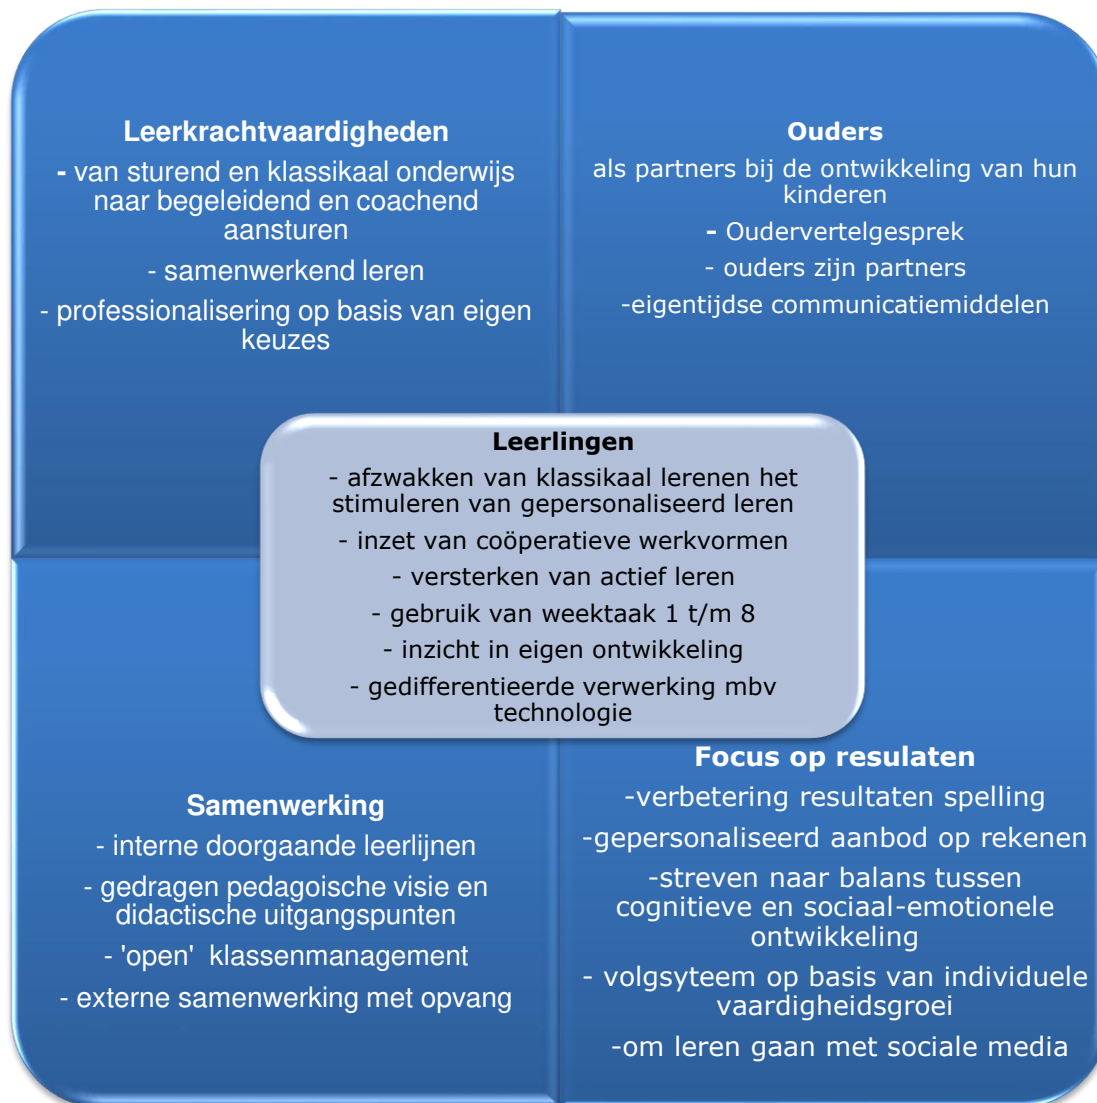 Leerkrachtvaardigheden
- van sturend en klassikaal onderwijs
naar begeleidend en coachend
aansturen
- samenwerkend leren
- professionalisering op basis van eigen
keuzes
Ouders
als partners bij de ontwikkeling van hun
kinderen
- Oudervertelgesprek
- ouders zijn partners
-eigentijdse communicatiemiddelen
Leerlingen
- afzwakken van klassikaal lerenen het
stimuleren van gepersonaliseerd leren
- inzet van coöperatieve werkvormen
- versterken van actief leren
- gebruik van weektaak 1 t/m 8
- inzicht in eigen ontwikkeling
- gedifferentieerde verwerking mbv
technologie
Samenwerking
- interne doorgaande leerlijnen
- gedragen pedagoische visie en
didactische uitgangspunten
- 'open'  klassenmanagement
- externe samenwerking met opvang
Focus op resulaten
-verbetering resultaten spelling
-gepersonaliseerd aanbod op rekenen
-streven naar balans tussen
cognitieve en sociaal-emotionele
ontwikkeling
- volgsyteem op basis van individuele
vaardigheidsgroei
-om leren gaan met sociale media